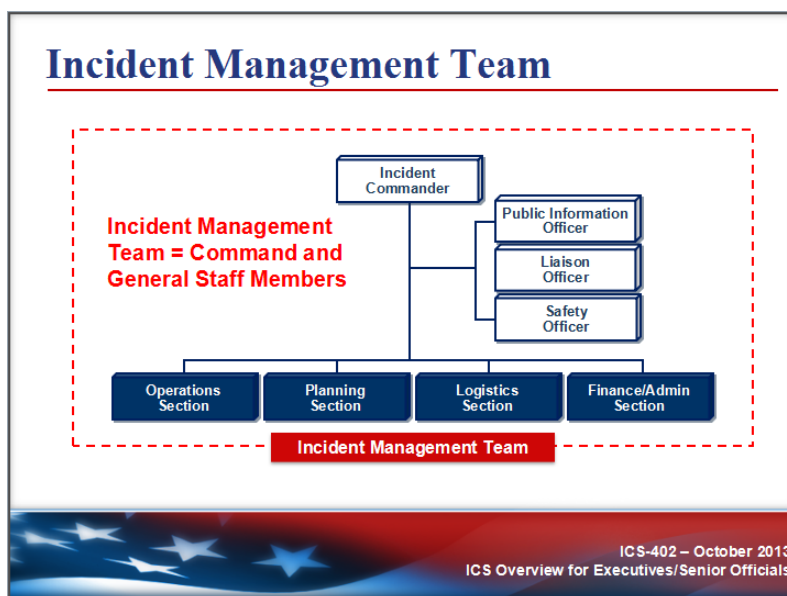 Incident Management Team
Incident
Commander
Public Information
Officer
Incident Management
Team = Command and
General Staff Members
Liaison
Officer
Safety
Officer
Operations
Section
Planning
Section
Logistics
Section
Finance/Admin
Section
Incident Management Team
ICS-402 – October 2013
ICS Overview for Executives/Senior Officials